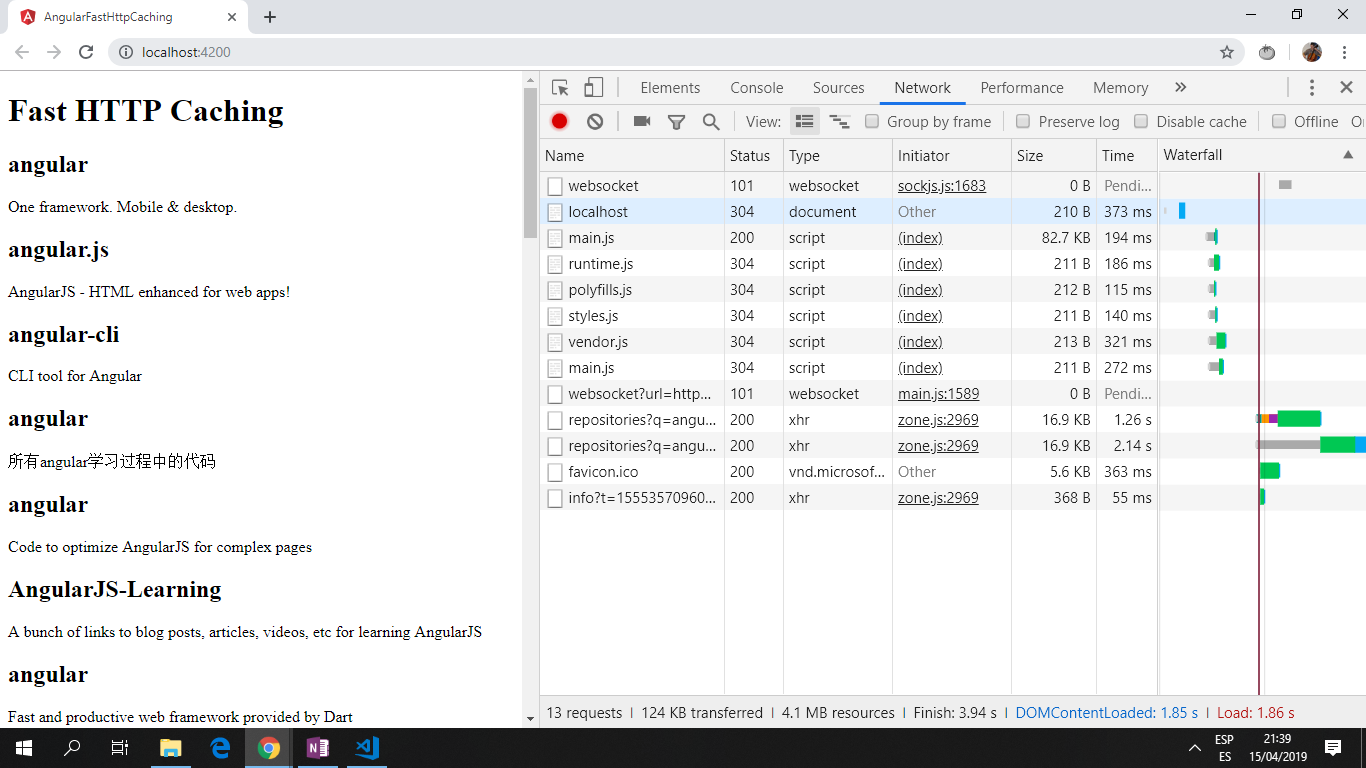 AngularFastHttpCaching
localhost:4200
Fast HTTP Caching
angular
One framework. Mobile & desktop.
angular.js
AngularJS - HTML enhanced for web apps!
angular-cli
CLI tool for Angular
angular
所有angular学习过程中的代码
angular
Code to optimize AngularJS for complex pages
AngularJS-Learning
A bunch of links to blog posts, articles, videos, etc for learning AngularJS
angular
Fast and productive web framework provided by Dart
Elements Console Sources Network Performance Memory »
View: Group by frame Preserve log Disable cache Offline O
Name Status Type Initiator Size Time Waterfall
websocket 101 websocket sockjs.js:1683 0 B Pendi...
localhost 304 document Other 210 B 373 ms
main.js 200 script (index) 82.7 KB 194 ms
runtime.js 304 script (index) 211 B 186 ms
polyfills.js 304 script (index) 212 B 115 ms
styles.js 304 script (index) 211 B 140 ms
vendor.js 304 script (index) 213 B 321 ms
main.js 304 script (index) 211 B 272 ms
websocket?url=http... 101 websocket main.js:1589 0 B Pendi...
repositories?q=angu... 200 xhr zone.js:2969 16.9 KB 1.26 s
repositories?q=angu... 200 xhr zone.js:2969 16.9 KB 2.14 s
favicon.ico 200 vnd.microsof... Other 5.6 KB 363 ms
info?t=15553570960... 200 xhr zone.js:2969 368 B 55 ms
13 requests | 124 KB transferred | 4.1 MB resources | Finish: 3.94 s | DOMContentLoaded: 1.85 s | Load: 1.86 s
ESP
ES
21:39
15/04/2019